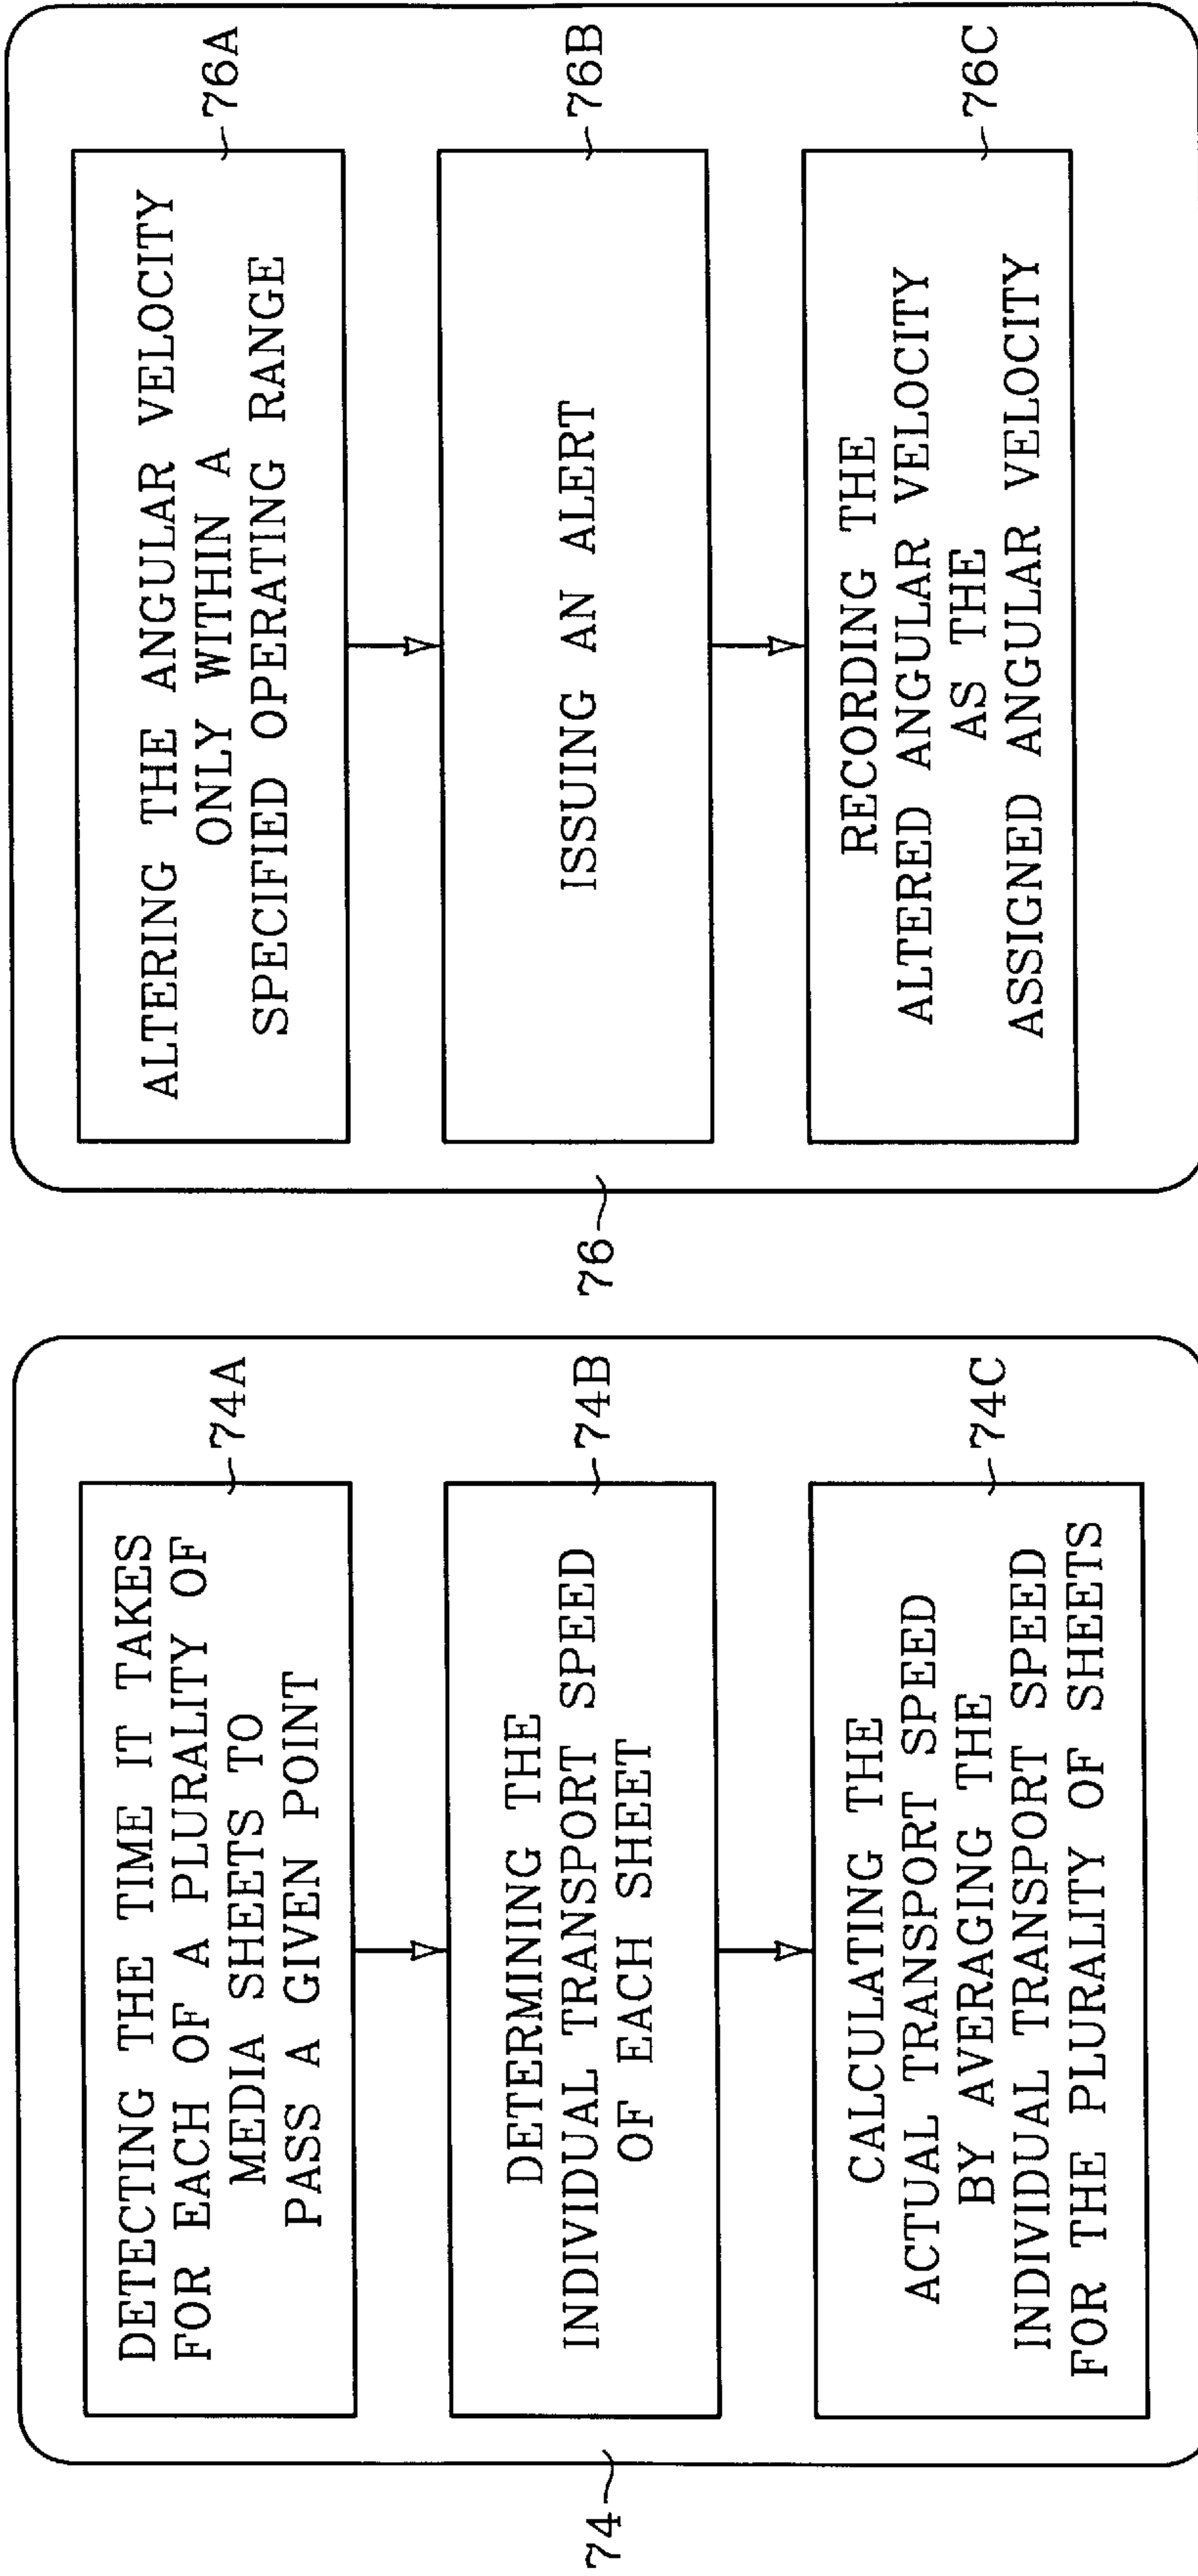 DETECTING THE TIME IT TAKES
FOR EACH OF A PLURALITY OF
MEDIA SHEETS TO
PASS A GIVEN POINT
74A
DETERMINING THE
INDIVIDUAL TRANSPORT SPEED
OF EACH SHEET
74B
CALCULATING THE
ACTUAL TRANSPORT SPEED
BY AVERAGING THE
INDIVIDUAL TRANSPORT SPEED
FOR THE PLURALITY OF SHEETS
74C
74
ALTERING THE ANGULAR VELOCITY
ONLY WITHIN A
SPECIFIED OPERATING RANGE
76A
ISSUING AN ALERT
76B
RECORDING THE
ALTERED ANGULAR VELOCITY
AS THE
ASSIGNED ANGULAR VELOCITY
76C
76